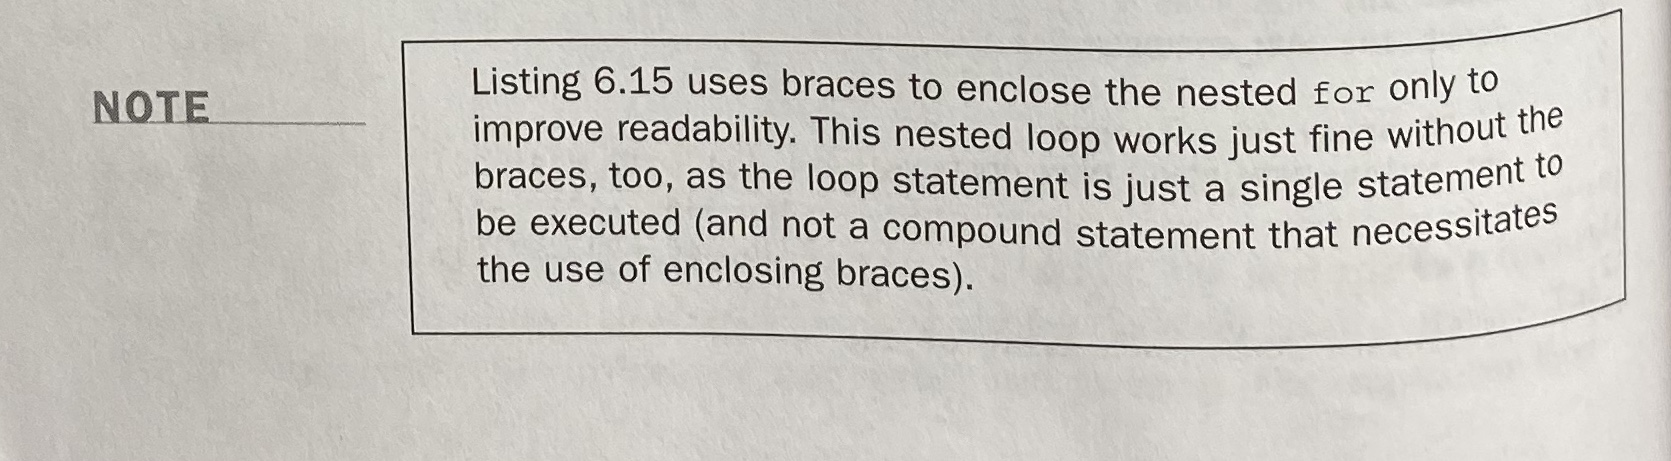 NOTE
Listing 6.15 uses braces to enclose the nested for only to
improve readability. This nested loop works just fine without the
braces, too, as the loop statement is just a single statement to
be executed (and not a compound statement that necessitates
the use of enclosing braces).